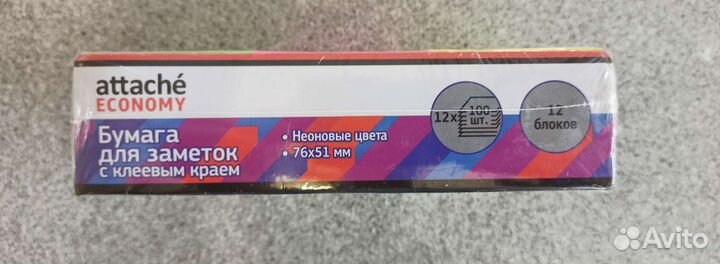 attaché
ECONOMY
Бумага
для заметок
с клеевым краем
• Неоновые цвета
• 76x51 мм
12x
100
шт.
12
блоков
Avito